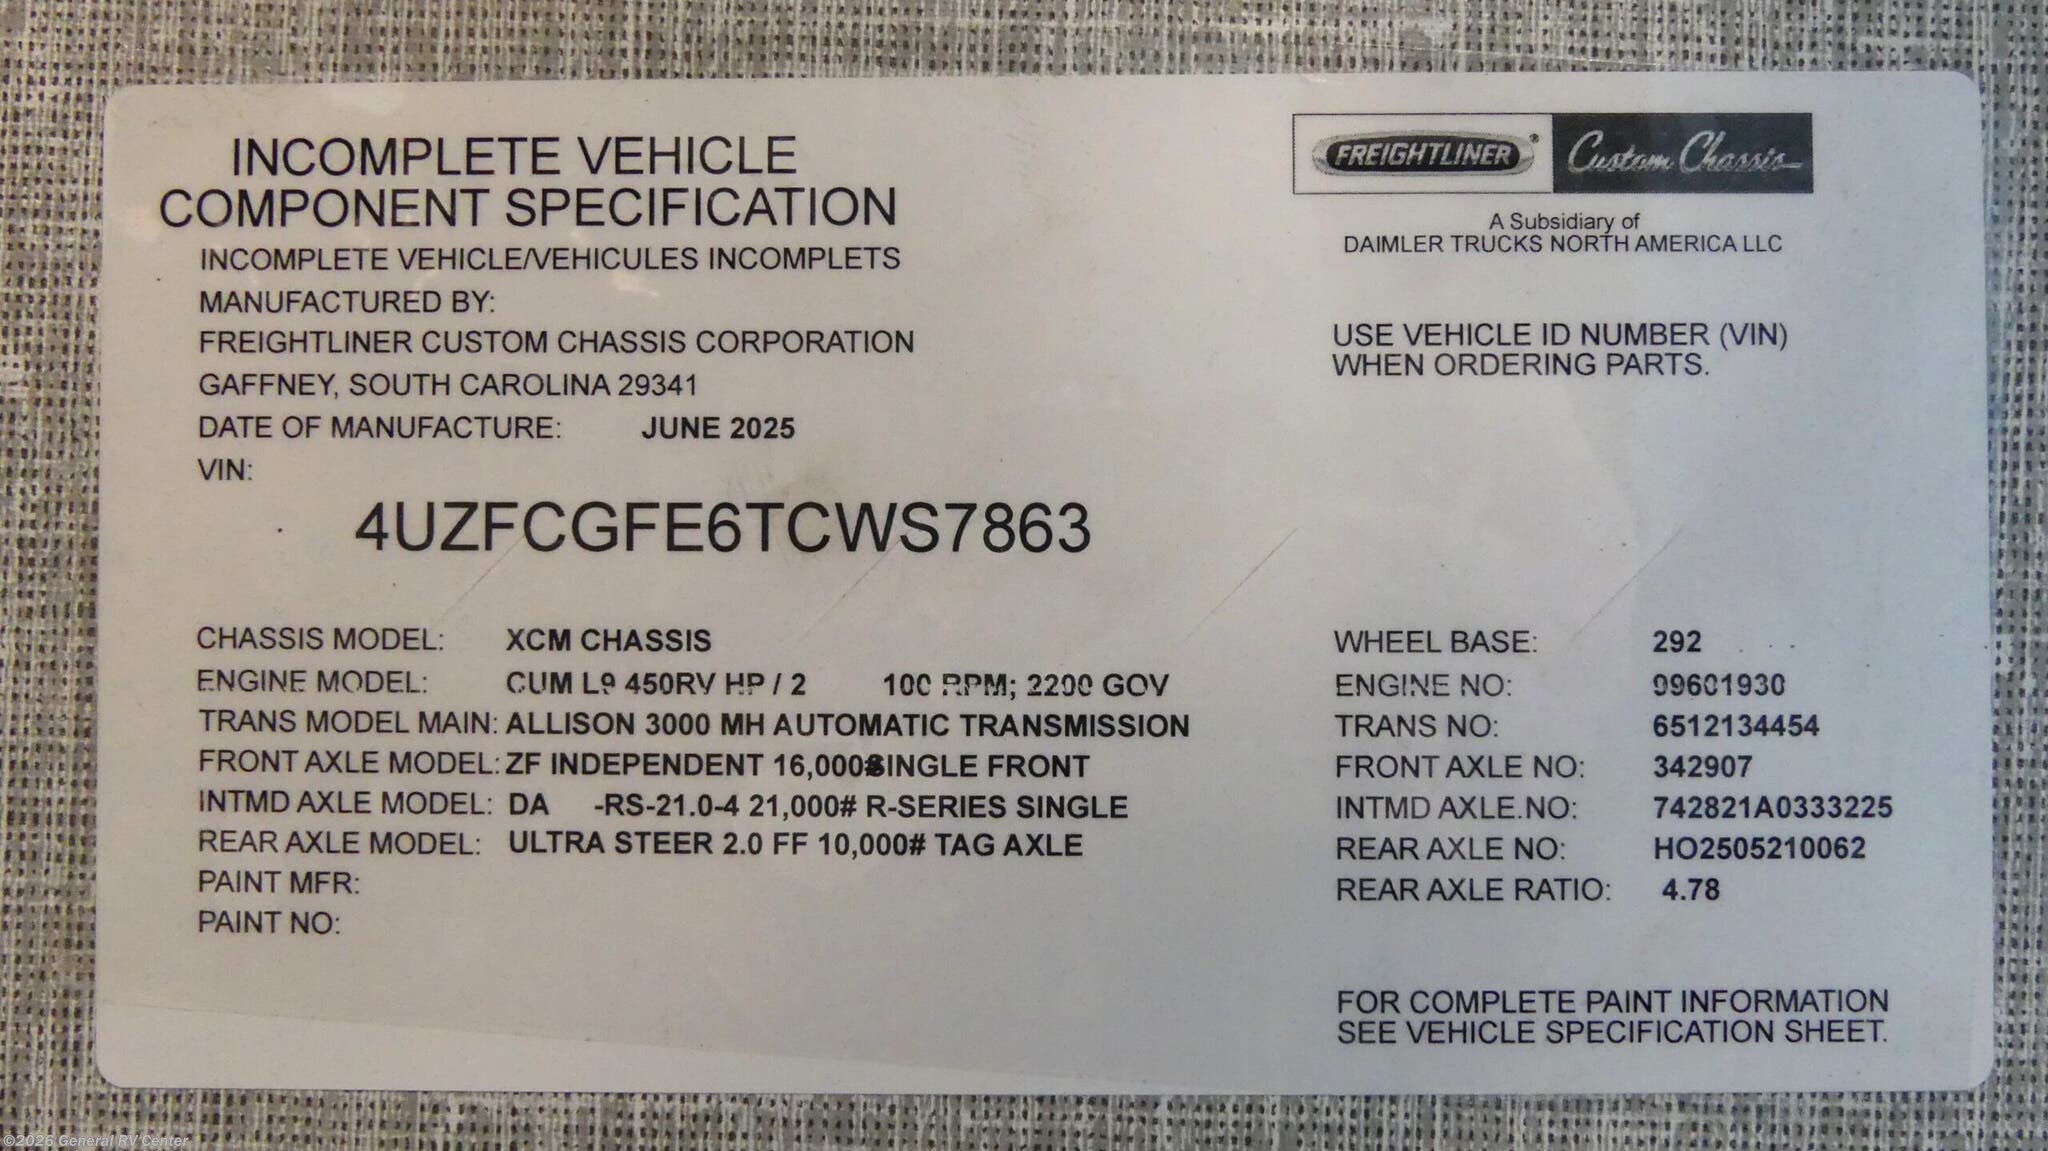 INCOMPLETE VEHICLE
COMPONENT SPECIFICATION
INCOMPLETE VEHICLE/VEHICULES INCOMPLETS
MANUFACTURED BY:
FREIGHTLINER CUSTOM CHASSIS CORPORATION
GAFFNEY, SOUTH CAROLINA 29341
DATE OF MANUFACTURE: JUNE 2025
VIN:
4UZFCGFE6TCWS7863
FREIGHTLINER® Custom Chassis
A Subsidiary of
DAIMLER TRUCKS NORTH AMERICA LLC
USE VEHICLE ID NUMBER (VIN)
WHEN ORDERING PARTS.
CHASSIS MODEL: XCM CHASSIS
ENGINE MODEL: CUM L9 450RV HP / 2 100 RPM; 2200 GOV
TRANS MODEL MAIN: ALLISON 3000 MH AUTOMATIC TRANSMISSION
FRONT AXLE MODEL: ZF INDEPENDENT 16,000# SINGLE FRONT
INTMD AXLE MODEL: DA -RS-21.0-4 21,000# R-SERIES SINGLE
REAR AXLE MODEL: ULTRA STEER 2.0 FF 10,000# TAG AXLE
PAINT MFR:
PAINT NO:
WHEEL BASE: 292
ENGINE NO: 09601930
TRANS NO: 6512134454
FRONT AXLE NO: 342907
INTMD AXLE.NO: 742821A0333225
REAR AXLE NO: HO2505210062
REAR AXLE RATIO: 4.78
FOR COMPLETE PAINT INFORMATION
SEE VEHICLE SPECIFICATION SHEET.
©2026 General RV Center